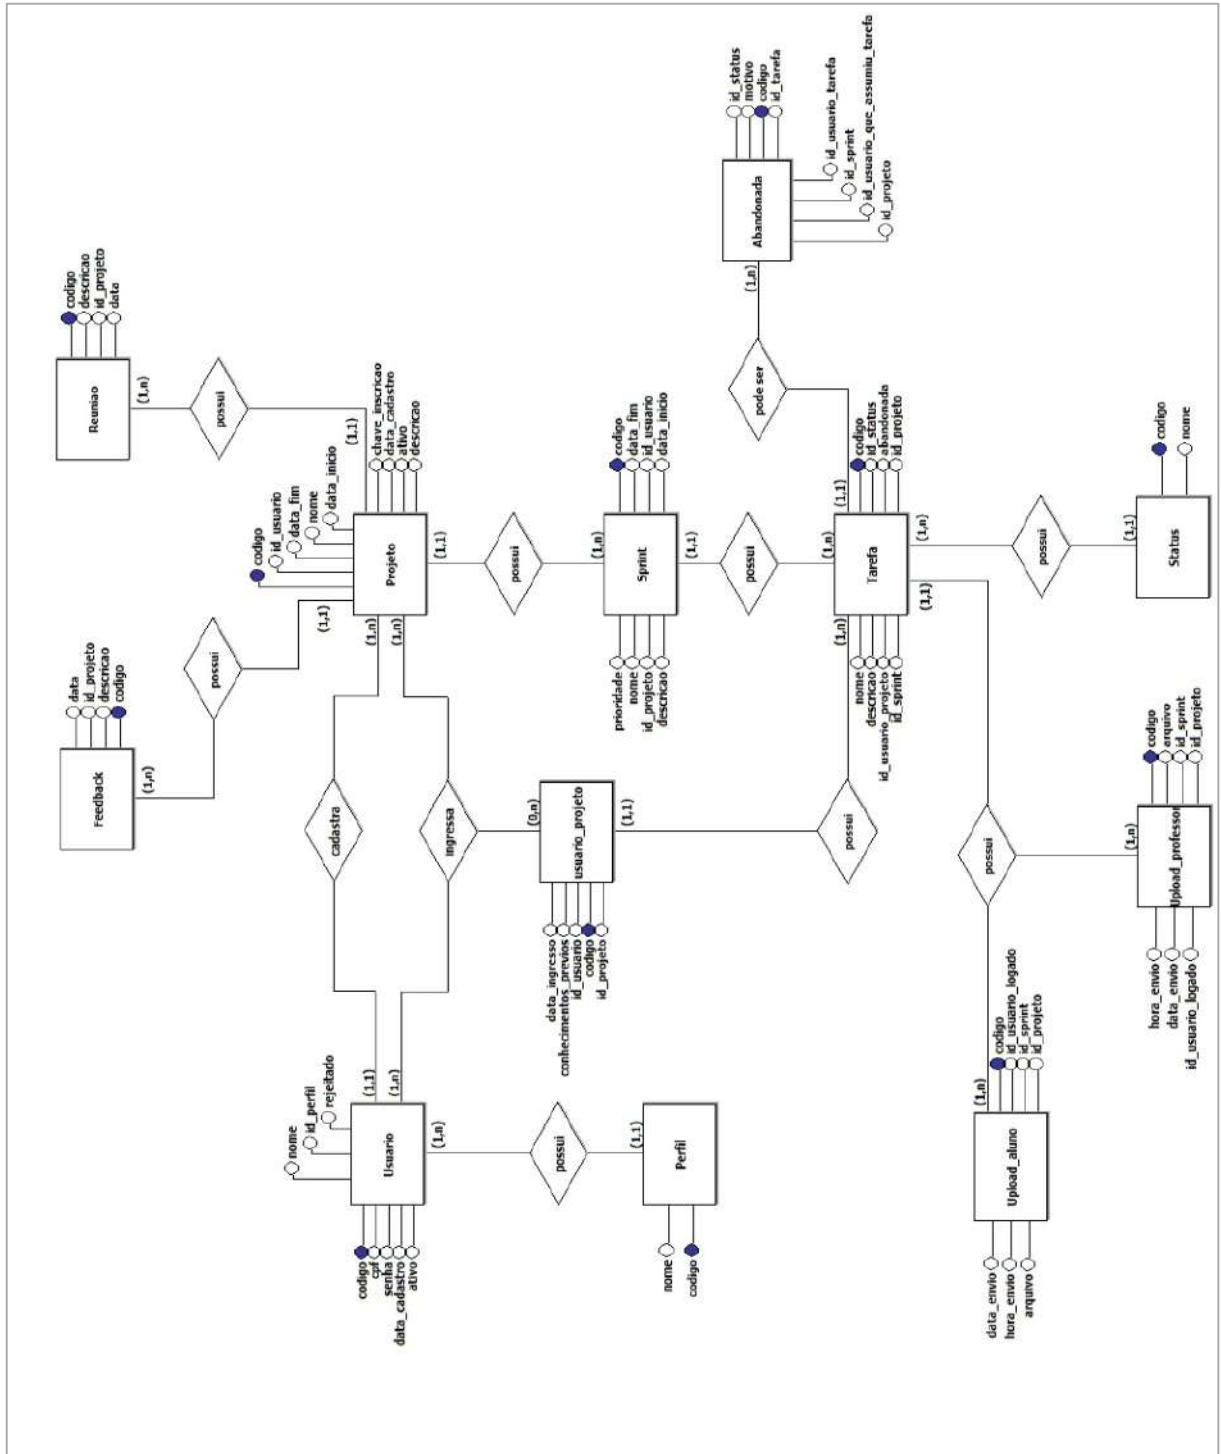 id_status
motivo
codigo
id_tarefa
Abandonada
id_usuario_tarefa
id_sprint
id_usuario_que_assumiu_tarefa
id_projeto
(1,n)
pode ser
codigo
descricao
id_projeto
data
Reuniao
(1,n)
possui
(1,1)
chave_inscricao
data_cadastro
ativo
descricao
codigo
id_usuario
data_fim
nome
data_inicio
Projeto
(1,1)
(1,1)
(1,n)
(1,n)
possui
(1,n)
codigo
data_fim
id_usuario
data_inicio
Sprint
prioridade
nome
id_projeto
descricao
(1,1)
possui
(1,n)
(1,1)
codigo
id_status
abandonada
id_projeto
Tarefa
nome
descricao
id_usuario_projeto
id_sprint
(1,n)
(1,n)
(1,1)
possui
(1,1)
codigo
nome
Status
data
id_projeto
descricao
codigo
Feedback
(1,n)
possui
cadastra
ingressa
(0,n)
usuario_projeto
(1,1)
data_ingresso
conhecimentos_previos
id_usuario
codigo
id_projeto
possui
possui
(1,n)
codigo
arquivo
id_sprint
id_projeto
Upload_professor
hora_envio
data_envio
id_usuario_logado
(1,n)
codigo
id_usuario_logado
id_sprint
id_projeto
Upload_aluno
data_envio
hora_envio
arquivo
nome
id_perfil
rejeitado
(1,1)
(1,n)
Usuario
codigo
cpf
senha
data_cadastro
ativo
(1,n)
possui
(1,1)
Perfil
nome
codigo